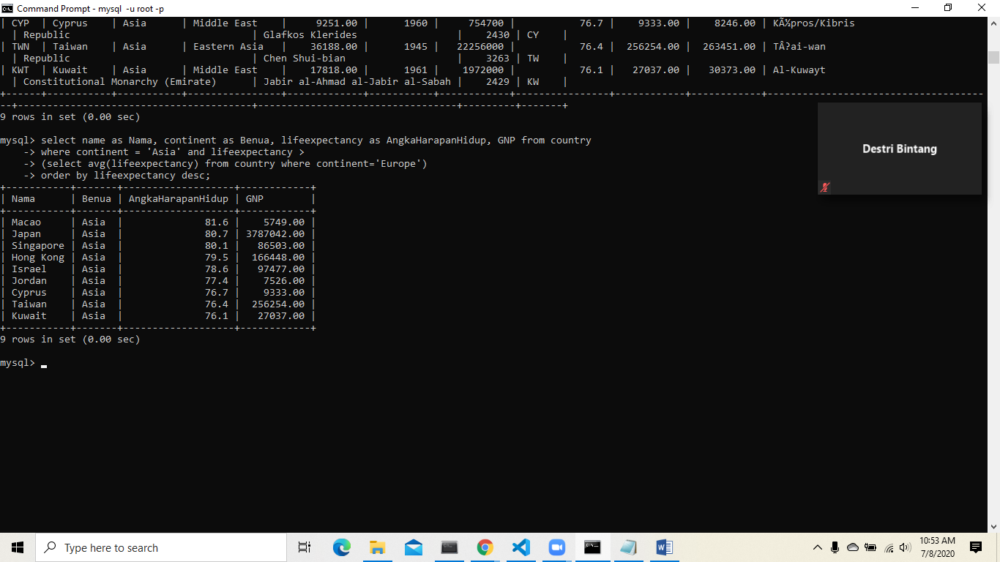 Command Prompt - mysql -u root -p
| CYP | Cyprus | Asia | Middle East | 9251.00 | 1960 | 754700 | 76.7 | 9333.00 | 8246.00 | KÃ½pros/Kibris
| Republic | Glafkos Klerides | 2430 | CY |
| TWN | Taiwan | Asia | Eastern Asia | 36188.00 | 1945 | 22256000 | 76.4 | 256254.00 | 263451.00 | TÂ?ai-wan
| Republic | Chen Shui-bian | 3263 | TW |
| KWT | Kuwait | Asia | Middle East | 17818.00 | 1961 | 1972000 | 76.1 | 27037.00 | 30373.00 | Al-Kuwayt
| Constitutional Monarchy (Emirate) | Jabir al-Ahmad al-Jabir al-Sabah | 2429 | KW |
9 rows in set (0.00 sec)
mysql> select name as Nama, continent as Benua, lifeexpectancy as AngkaHarapanHidup, GNP from country
-> where continent = 'Asia' and lifeexpectancy >
-> (select avg(lifeexpectancy) from country where continent='Europe')
-> order by lifeexpectancy desc;
+-----------+-------+-------------------+------------+
| Nama | Benua | AngkaHarapanHidup | GNP |
+-----------+-------+-------------------+------------+
| Macao | Asia | 81.6 | 5749.00 |
| Japan | Asia | 80.7 | 3787042.00 |
| Singapore | Asia | 80.1 | 86503.00 |
| Hong Kong | Asia | 79.5 | 166448.00 |
| Israel | Asia | 78.6 | 97477.00 |
| Jordan | Asia | 77.4 | 7526.00 |
| Cyprus | Asia | 76.7 | 9333.00 |
| Taiwan | Asia | 76.4 | 256254.00 |
| Kuwait | Asia | 76.1 | 27037.00 |
+-----------+-------+-------------------+------------+
9 rows in set (0.00 sec)
mysql>
Destri Bintang
Type here to search
10:53 AM
7/8/2020